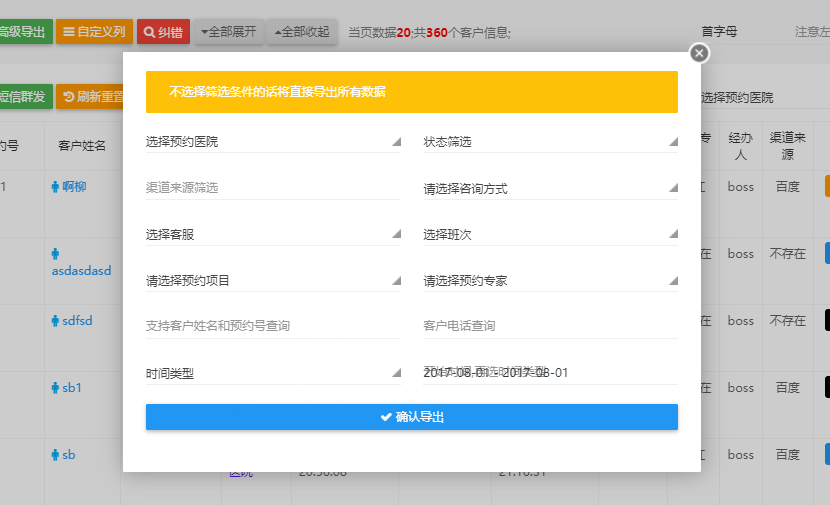 高级导出 自定义列 纠错 全部展开 全部收起 当页数据20;共360个客户信息; 首字母 注意左
不选择筛选条件的话将直接导出所有数据
短信群发 刷新重置 选择预约医院
选择预约医院 状态筛选
约号 客户姓名 专 经办人 渠道来源
渠道来源筛选 请选择咨询方式
1 啊柳 boss 百度
选择客服 选择班次
asdasdasd 在 boss 不存在
请选择预约项目 请选择预约专家
支持客户姓名和预约号查询 客户电话查询
sdfsd 在 boss 不存在
时间类型 2017-08-01 - 2017-08-01
sb1 在 boss 百度
确认导出
sb boss 百度
医院